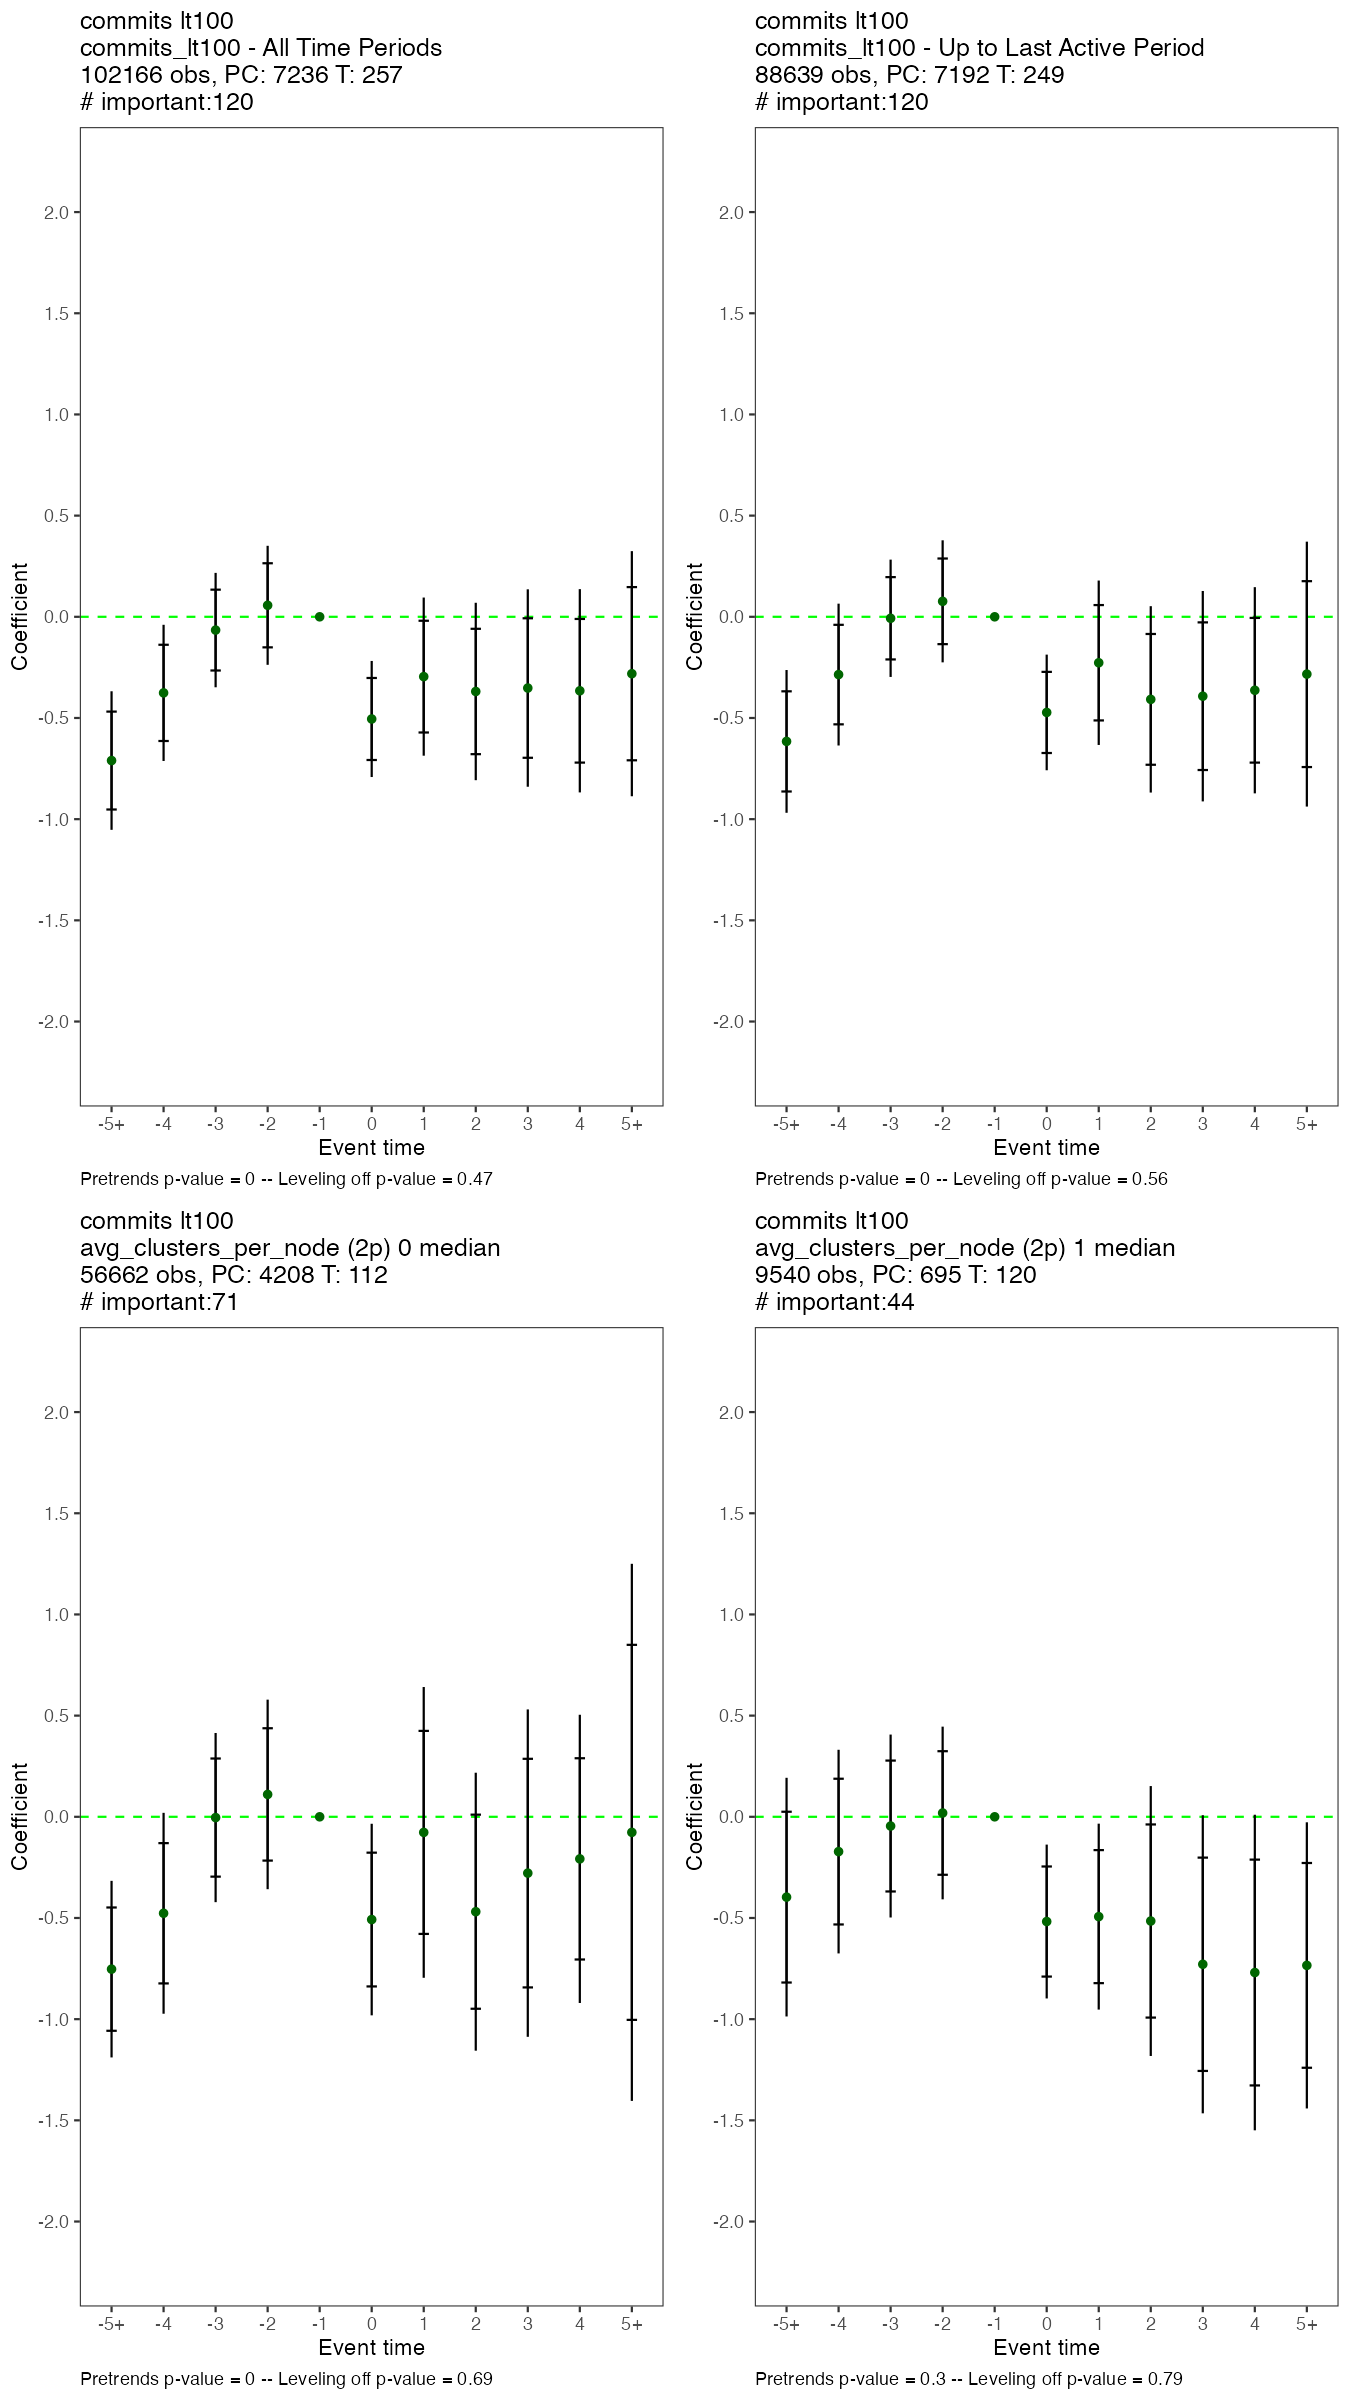 commits lt100
commits_lt100 - All Time Periods
102166 obs, PC: 7236 T: 257
# important:120
2.0
1.5
1.0
0.5
0.0
-0.5
-1.0
-1.5
-2.0
Coefficient
-5+ -4 -3 -2 -1 0 1 2 3 4 5+
Event time
Pretrends p-value = 0 -- Leveling off p-value = 0.47
commits lt100
commits_lt100 - Up to Last Active Period
88639 obs, PC: 7192 T: 249
# important:120
2.0
1.5
1.0
0.5
0.0
-0.5
-1.0
-1.5
-2.0
Coefficient
-5+ -4 -3 -2 -1 0 1 2 3 4 5+
Event time
Pretrends p-value = 0 -- Leveling off p-value = 0.56
commits lt100
avg_clusters_per_node (2p) 0 median
56662 obs, PC: 4208 T: 112
# important:71
2.0
1.5
1.0
0.5
0.0
-0.5
-1.0
-1.5
-2.0
Coefficient
-5+ -4 -3 -2 -1 0 1 2 3 4 5+
Event time
Pretrends p-value = 0 -- Leveling off p-value = 0.69
commits lt100
avg_clusters_per_node (2p) 1 median
9540 obs, PC: 695 T: 120
# important:44
2.0
1.5
1.0
0.5
0.0
-0.5
-1.0
-1.5
-2.0
Coefficient
-5+ -4 -3 -2 -1 0 1 2 3 4 5+
Event time
Pretrends p-value = 0.3 -- Leveling off p-value = 0.79